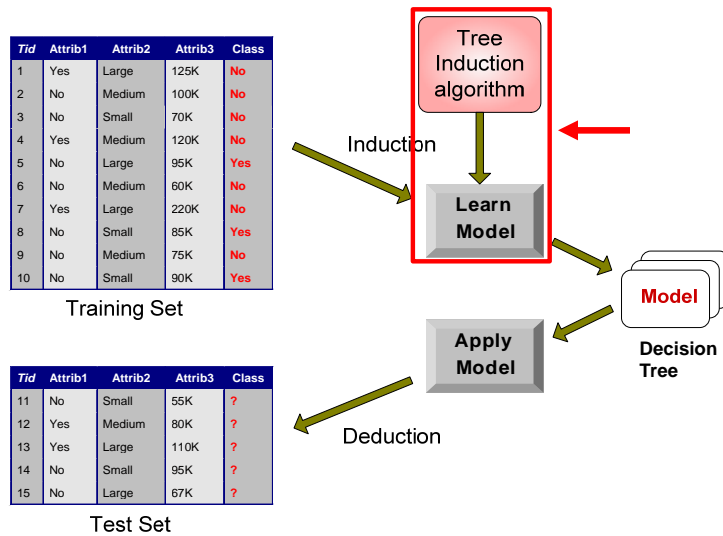 Tid Attrib1 Attrib2 Attrib3 Class
1 Yes Large 125K No
2 No Medium 100K No
3 No Small 70K No
4 Yes Medium 120K No
5 No Large 95K Yes
6 No Medium 60K No
7 Yes Large 220K No
8 No Small 85K Yes
9 No Medium 75K No
10 No Small 90K Yes
Training Set
Tree
Induction
algorithm
Induction
Learn
Model
Model
Decision
Tree
Apply
Model
Deduction
Tid Attrib1 Attrib2 Attrib3 Class
11 No Small 55K ?
12 Yes Medium 80K ?
13 Yes Large 110K ?
14 No Small 95K ?
15 No Large 67K ?
Test Set